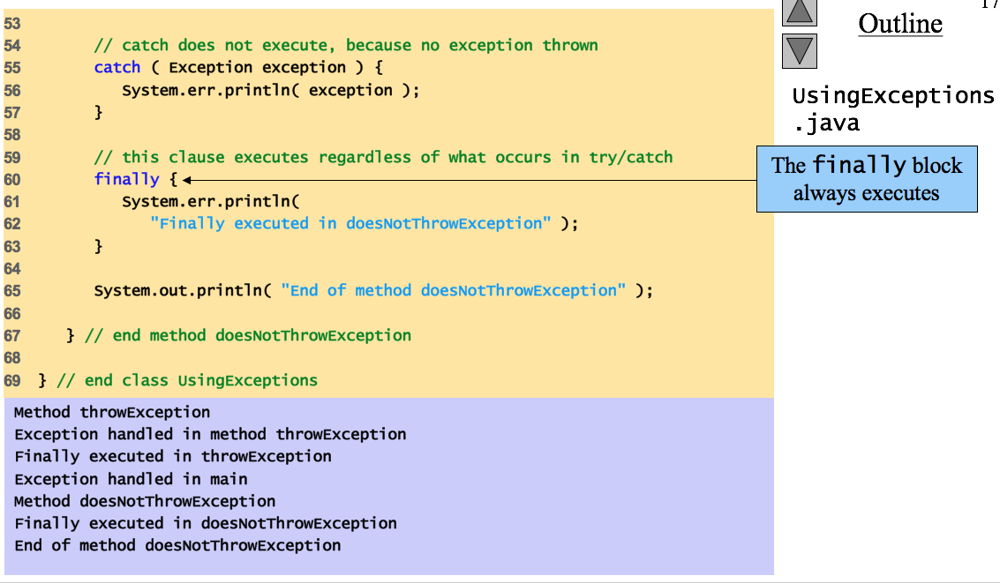 17
Outline
UsingExceptions
.java
53
54 // catch does not execute, because no exception thrown
55 catch ( Exception exception ) {
56 System.err.println( exception );
57 }
58
59 // this clause executes regardless of what occurs in try/catch
60 finally {
61 System.err.println(
62 "Finally executed in doesNotThrowException" );
63 }
64
65 System.out.println( "End of method doesNotThrowException" );
66
67 } // end method doesNotThrowException
68
69 } // end class UsingExceptions
The finally block
always executes
Method throwException
Exception handled in method throwException
Finally executed in throwException
Exception handled in main
Method doesNotThrowException
Finally executed in doesNotThrowException
End of method doesNotThrowException